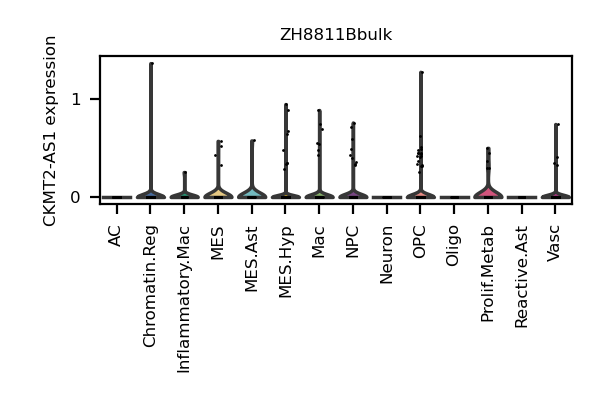 ZH8811Bbulk
CKMT2-AS1 expression
1
0
AC
Chromatin.Reg
Inflammatory.Mac
MES
MES.Ast
MES.Hyp
Mac
NPC
Neuron
OPC
Oligo
Prolif.Metab
Reactive.Ast
Vasc